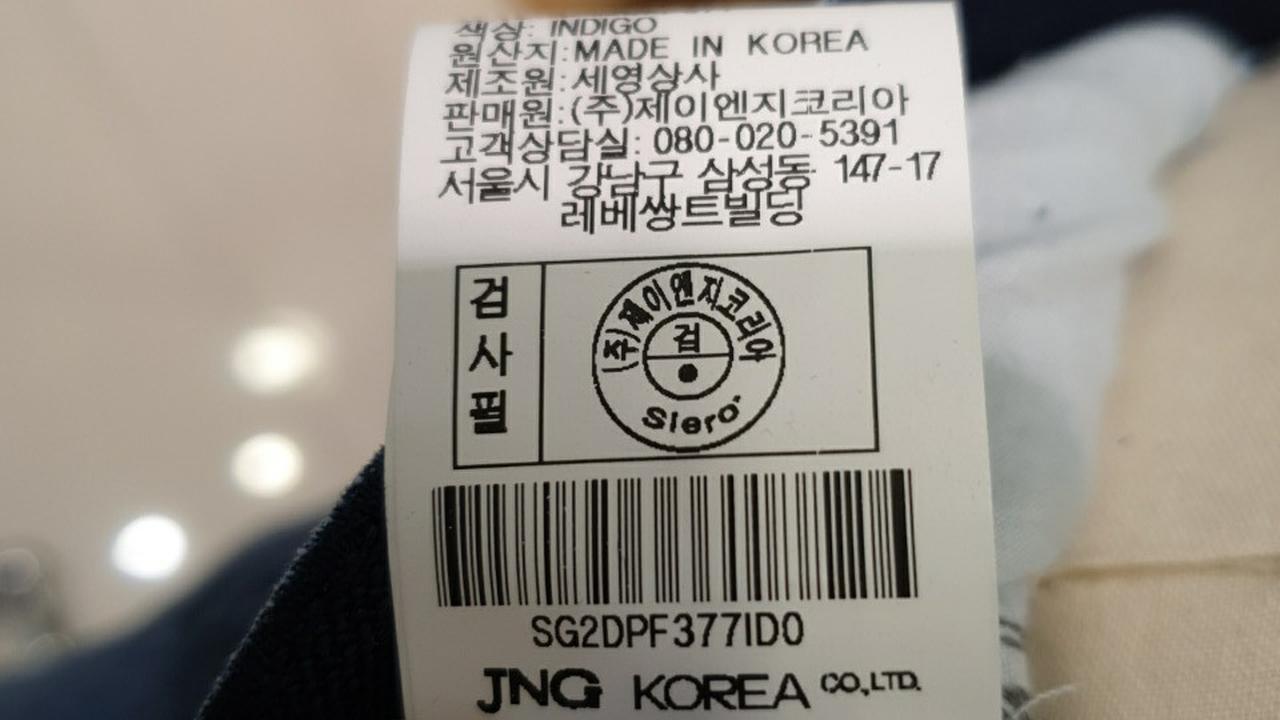 색상: INDIGO
원산지:MADE IN KOREA
제조원:세영상사
판매원:(주)제이엔지코리아
고객상담실: 080-020-5391
서울시 강남구 삼성동 147-17
레베쌍트빌딩
검사필
(주)제이엔지코리아
검
Siero
SG2DPF377ID0
JNG KOREA CO.,LTD.